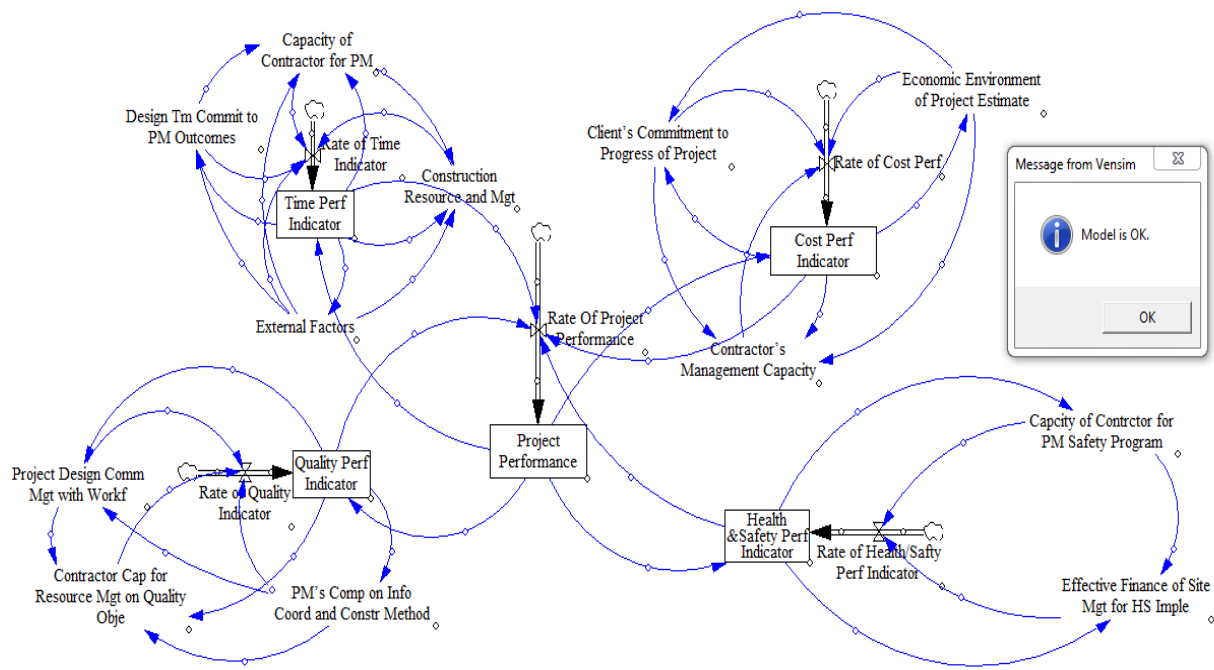 Capacity of
Contractor for PM
Design Tm Commit to
PM Outcomes
Rate of Time
Indicator
Construction
Resource and Mgt
Time Perf
Indicator
External Factors
Economic Environment
of Project Estimate
Client's Commitment to
Progress of Project
Rate of Cost Perf
Cost Perf
Indicator
Contractor's
Management Capacity
Message from Vensim
Model is OK.
OK
Rate Of Project
Performance
Project
Performance
Quality Perf
Indicator
Project Design Comm
Mgt with Workf
Rate of Quality
Indicator
Contractor Cap for
Resource Mgt on Quality
Obje
PM's Comp on Info
Coord and Constr Method
Capcity of Contrctor for
PM Safety Program
Health
&Safety Perf
Indicator
Rate of Health/Safty
Perf Indicator
Effective Finance of Site
Mgt for HS Imple